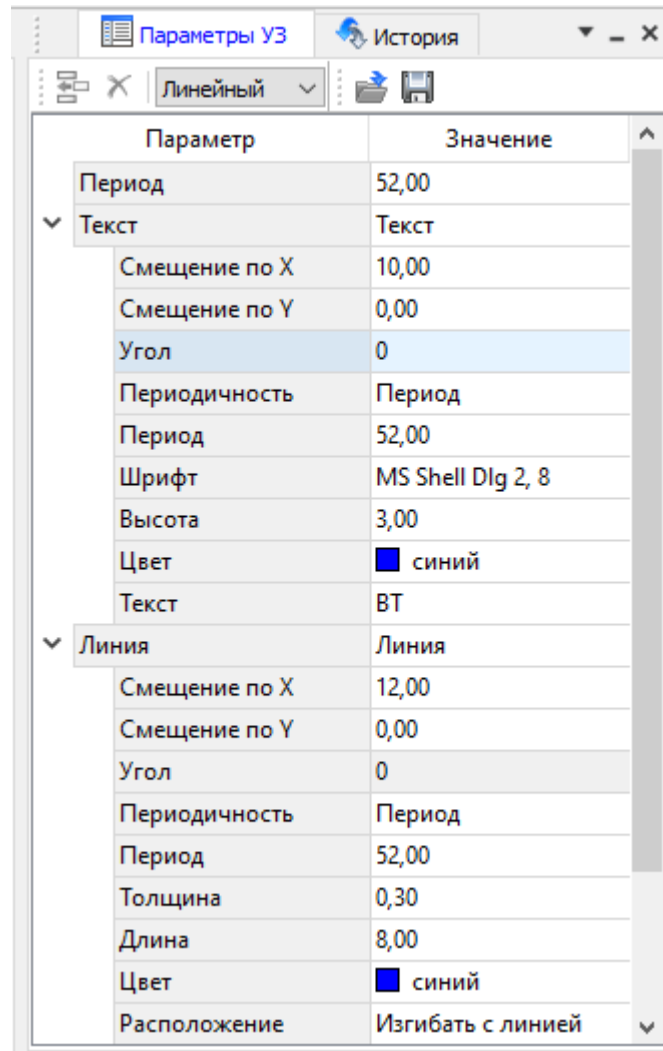 Параметры УЗ История
Линейный
Параметр Значение
Период 52,00
Текст Текст
Смещение по X 10,00
Смещение по Y 0,00
Угол 0
Периодичность Период
Период 52,00
Шрифт MS Shell Dlg 2, 8
Высота 3,00
Цвет синий
Текст ВТ
Линия Линия
Смещение по X 12,00
Смещение по Y 0,00
Угол 0
Периодичность Период
Период 52,00
Толщина 0,30
Длина 8,00
Цвет синий
Расположение Изгибать с линией